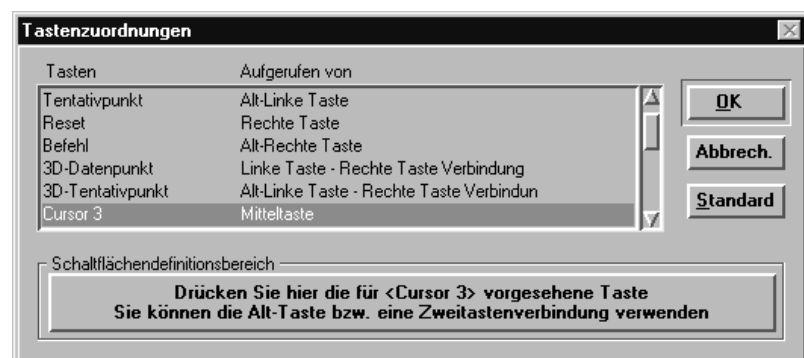 Tastenzuordnungen
Tasten Aufgerufen von
Tentativpunkt Alt-Linke Taste
Reset Rechte Taste
Befehl Alt-Rechte Taste
3D-Datenpunkt Linke Taste - Rechte Taste Verbindung
3D-Tentativpunkt Alt-Linke Taste - Rechte Taste Verbindun
Cursor 3 Mitteltaste
OK
Abbrech.
Standard
Schaltflächendefinitionsbereich
Drücken Sie hier die für <Cursor 3> vorgesehene Taste
Sie können die Alt-Taste bzw. eine Zweitastenverbindung verwenden